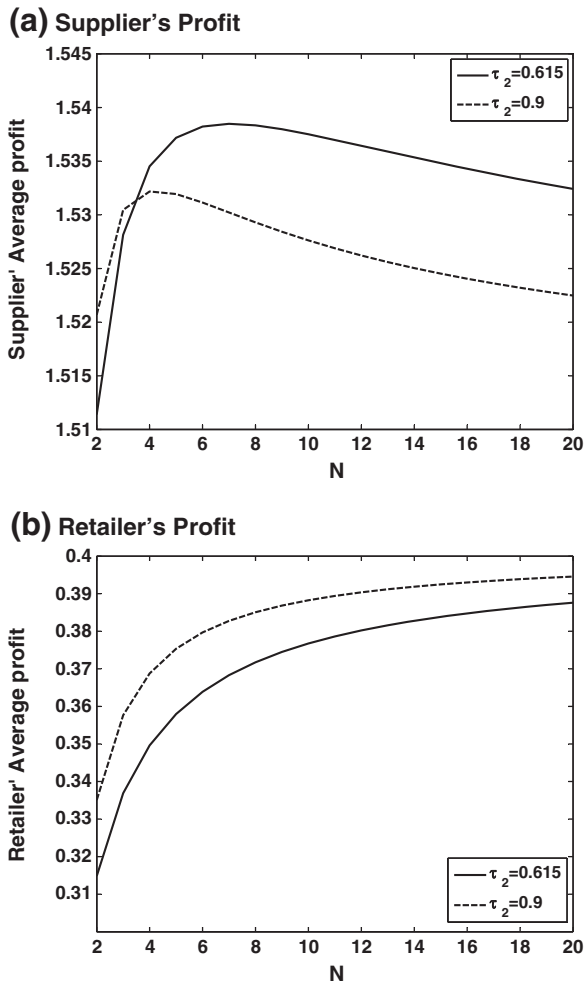 (a) Supplier's Profit
1.545
1.54
1.535
1.53
1.525
1.52
1.515
1.51
Supplier' Average profit
τ 2=0.615
τ 2=0.9
2 4 6 8 10 12 14 16 18 20
N
(b) Retailer's Profit
0.4
0.39
0.38
0.37
0.36
0.35
0.34
0.33
0.32
0.31
Retailer' Average profit
τ 2=0.615
τ 2=0.9
2 4 6 8 10 12 14 16 18 20
N